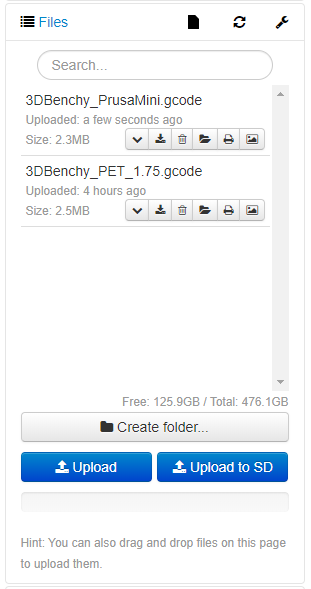 Files
Search...
3DBenchy_PrusaMini.gcode
Uploaded: a few seconds ago
Size: 2.3MB
3DBenchy_PET_1.75.gcode
Uploaded: 4 hours ago
Size: 2.5MB
Free: 125.9GB / Total: 476.1GB
Create folder...
Upload
Upload to SD
Hint: You can also drag and drop files on this page
to upload them.